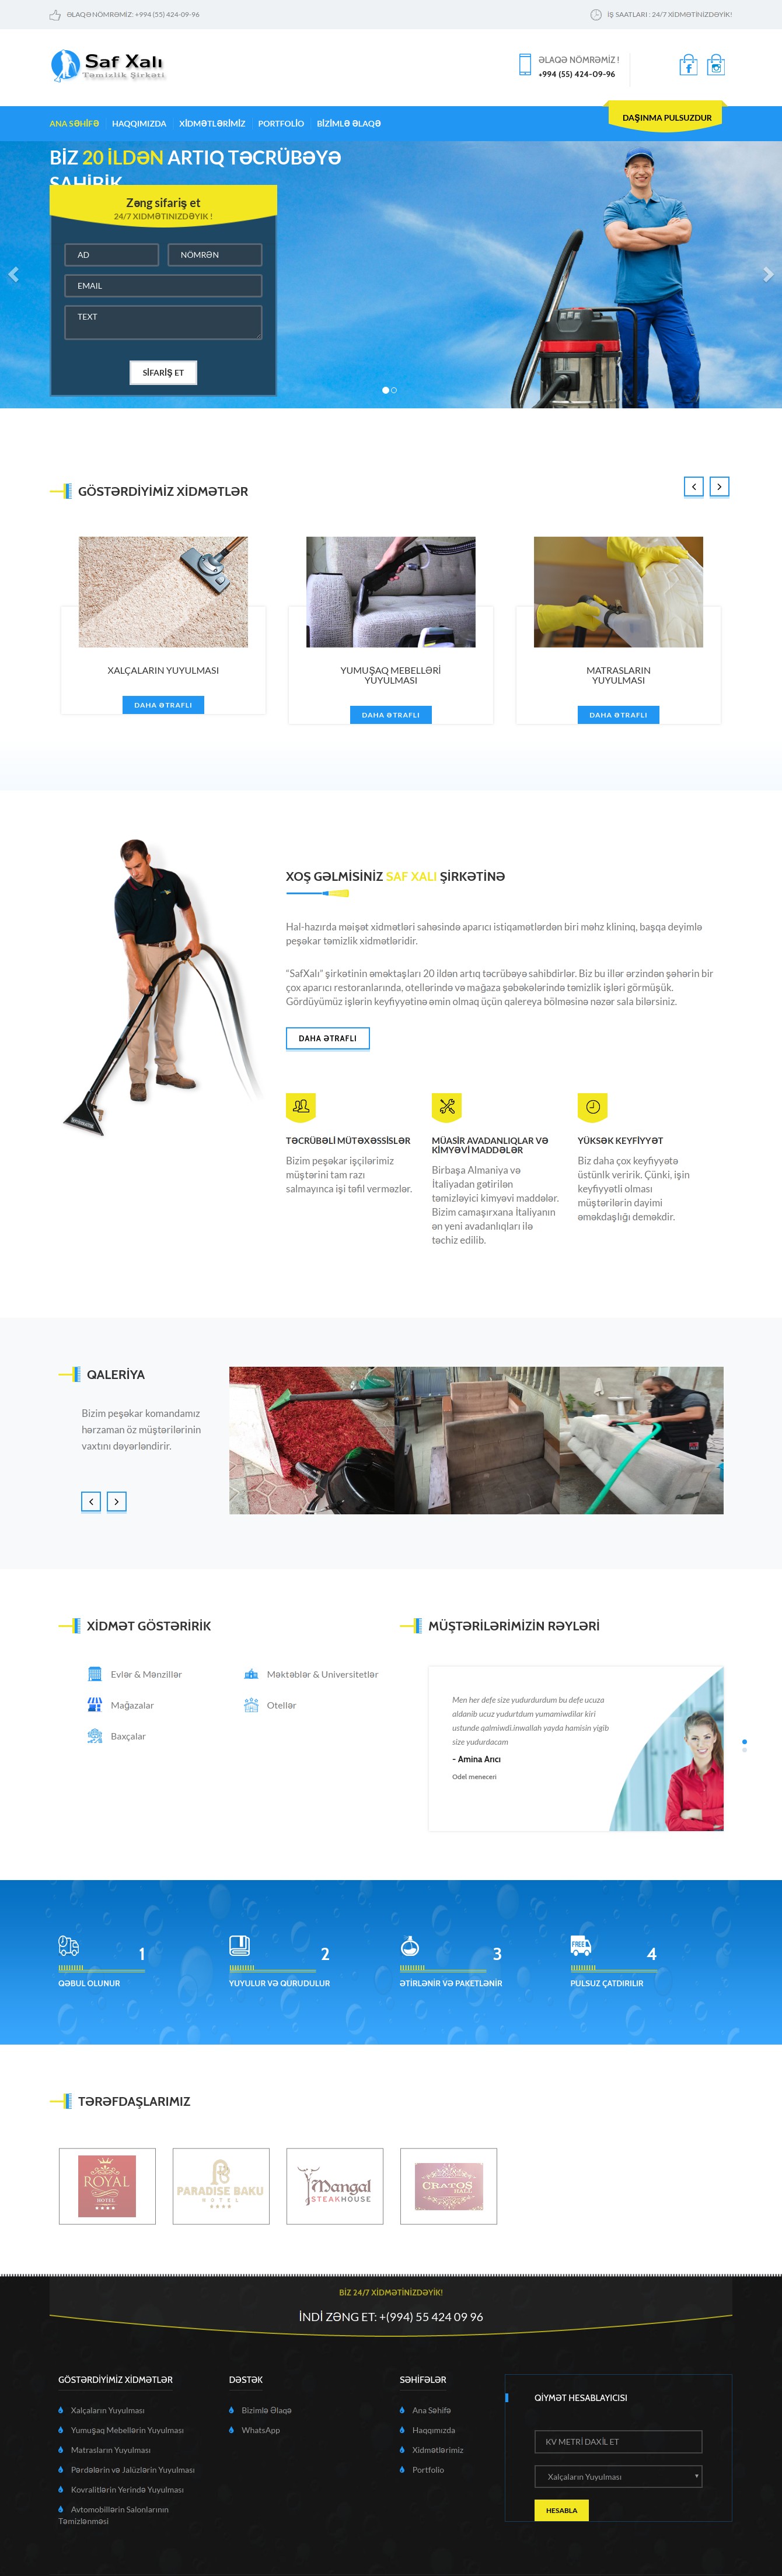 ƏLAQƏ NÖMRƏMİZ: +994 (55) 424-09-96
İŞ SAATLARI : 24/7 XİDMƏTİNİZDƏYİK!
Saf Xalı
Təmizlik Şirkəti
ƏLAQƏ NÖMRƏMİZ !
+994 (55) 424-09-96
ANA SƏHİFƏ
HAQQIMIZDA
XİDMƏTLƏRİMİZ
PORTFOLİO
BİZİMLƏ ƏLAQƏ
DAŞINMA PULSUZDUR
BİZ 20 İLDƏN ARTIQ TƏCRÜBƏYƏ
SAHİBİK
Zəng sifariş et
24/7 XIDMƏTINIZDƏYIK !
AD
NÖMRƏN
EMAIL
TEXT
SİFARİŞ ET
GÖSTƏRDİYİMİZ XİDMƏTLƏR
XALÇALARIN YUYULMASI
DAHA ƏTRAFLI
YUMUŞAQ MEBELLƏRİ
YUYULMASI
DAHA ƏTRAFLI
MATRASLARIN
YUYULMASI
DAHA ƏTRAFLI
XOŞ GƏLMİSİNİZ SAF XALI ŞİRKƏTİNƏ
Hal-hazırda məişət xidmətləri sahəsində aparıcı istiqamətlərdən biri məhz klininq, başqa deyimlə
peşəkar təmizlik xidmətləridir.
“SafXalı” şirkətinin əməktaşları 20 ildən artıq təcrübəyə sahibdirlər. Biz bu illər ərzindən şəhərin bir
çox aparıcı restoranlarında, otellərində və mağaza şəbəkələrində təmizlik işləri görmüşük.
Gördüyümüz işlərin keyfiyyətinə əmin olmaq üçün qalereya bölməsinə nəzər sala bilərsiniz.
DAHA ƏTRAFLI
TƏCRÜBƏLİ MÜTƏXƏSSİSLƏR
Bizim peşəkar işçilərimiz
müştərini tam razı
salmayınca işi təfil verməzlər.
MÜASİR AVADANLIQLAR VƏ
KİMYƏVİ MADDƏLƏR
Birbaşa Almaniya və
İtaliyadan gətirilən
təmizləyici kimyəvi maddələr.
Bizim camaşırxana İtaliyanın
ən yeni avadanlıqları ilə
təchiz edilib.
YÜKSƏK KEYFİYYƏT
Biz daha çox keyfiyyətə
üstünlk veririk. Çünki, işin
keyfiyyətli olması
müştərilərin dayimi
əməkdaşlığı deməkdir.
QALERİYA
Bizim peşəkar komandamız
hərzaman öz müştərilərinin
vaxtını dəyərləndirir.
XİDMƏT GÖSTƏRİRİK
Evlər & Mənzillər
Məktəblər & Universitetlər
Mağazalar
Otellər
Baxçalar
MÜŞTƏRİLƏRİMİZİN RƏYLƏRİ
Men her defe size yudurdurdum bu defe ucuza
aldanib ucuz yudurtdum yumamiwdilar kiri
ustunde qalmiwdi.inwallah yayda hamisin yigib
size yudurdacam
- Amina Arıcı
Odel meneceri
1
QƏBUL OLUNUR
2
YUYULUR VƏ QURUDULUR
3
ƏTİRLƏNİR VƏ PAKETLƏNİR
FREE
4
PULSUZ ÇATDIRILIR
TƏRƏFDAŞLARIMIZ
ROYAL
HOTEL
PARADISE BAKU
HOTEL
Mangal
STEAKHOUSE
CRATOS
HALL
BİZ 24/7 XİDMƏTİNİZDƏYİK!
İNDİ ZƏNG ET: +(994) 55 424 09 96
GÖSTƏRDİYİMİZ XİDMƏTLƏR
Xalçaların Yuyulması
Yumuşaq Mebellərin Yuyulması
Matrasların Yuyulması
Pərdələrin və Jalüzlərin Yuyulması
Kovralitlərin Yerində Yuyulması
Avtomobillərin Salonlarının
Təmizlənməsi
DƏSTƏK
Bizimlə Əlaqə
WhatsApp
SƏHİFƏLƏR
Ana Səhifə
Haqqımızda
Xidmətlərimiz
Portfolio
QİYMƏT HESABLAYICISI
KV METRİ DAXİL ET
Xalçaların Yuyulması
HESABLA